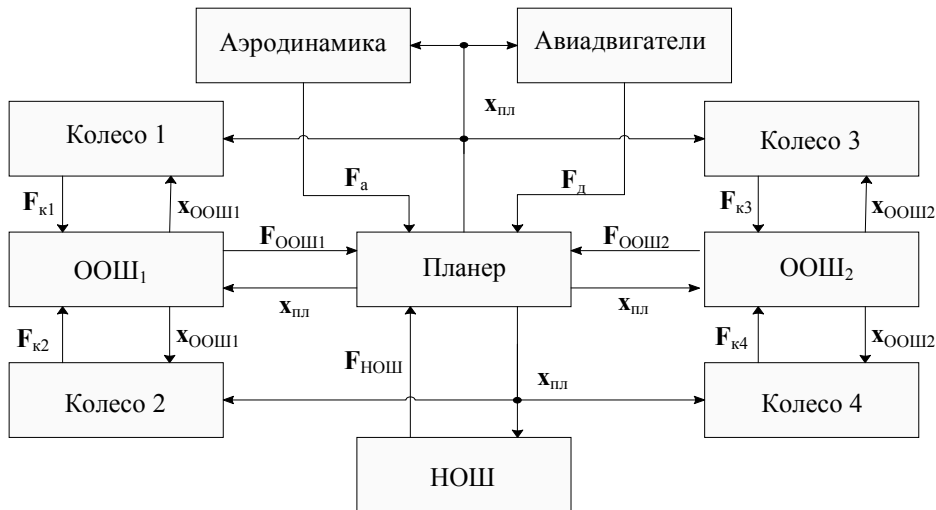 Аэродинамика
Авиадвигатели
xпл
Колесо 1
Колесо 3
Fа
Fд
Fк1
xООШ1
Fк3
xООШ2
FООШ1
FООШ2
ООШ1
Планер
ООШ2
xпл
xпл
Fк2
xООШ1
FНОШ
xпл
Fк4
xООШ2
Колесо 2
Колесо 4
НОШ